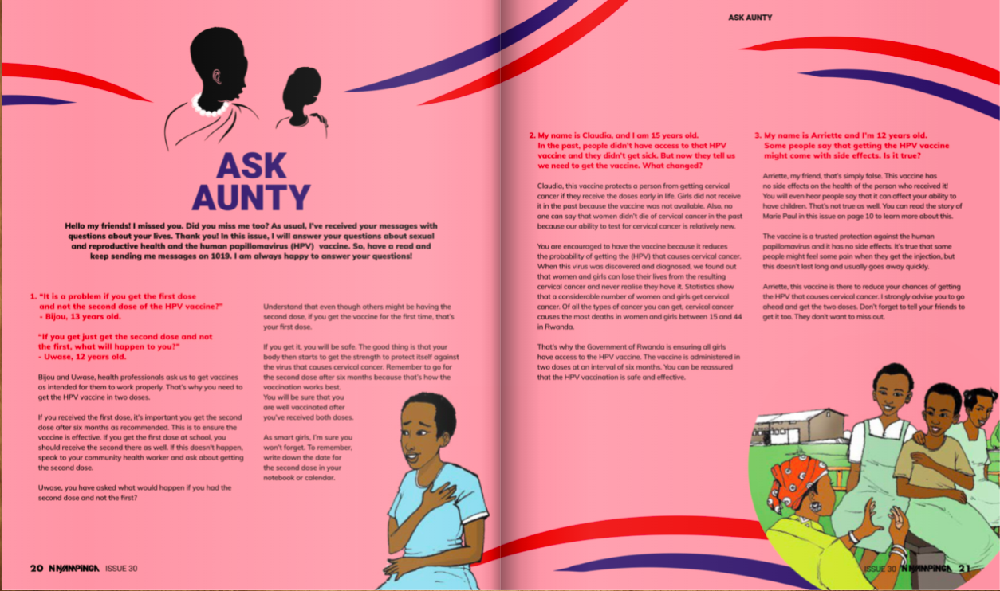 ASK AUNTY
ASK
AUNTY
Hello my friends! I missed you. Did you miss me too? As usual, I've received your messages with
questions about your lives. Thank you! In this issue, I will answer your questions about sexual
and reproductive health and the human papillomavirus (HPV) vaccine. So, have a read and
keep sending me messages on 1019. I am always happy to answer your questions!
1. "It is a problem if you get the first dose
and not the second dose of the HPV vaccine?"
- Bijou, 13 years old.
"If you get just get the second dose and not
the first, what will happen to you?"
- Uwase, 12 years old.
Bijou and Uwase, health professionals ask us to get vaccines
as intended for them to work properly. That's why you need to
get the HPV vaccine in two doses.
If you received the first dose, it's important you get the second
dose after six months as recommended. This is to ensure the
vaccine is effective. If you get the first dose at school, you
should receive the second there as well. If this doesn't happen,
speak to your community health worker and ask about getting
the second dose.
Uwase, you have asked what would happen if you had the
second dose and not the first?
Understand that even though others might be having the
second dose, if you get the vaccine for the first time, that's
your first dose.
If you get it, you will be safe. The good thing is that your
body then starts to get the strength to protect itself against
the virus that causes cervical cancer. Remember to go for
the second dose after six months because that's how the
vaccination works best.
You will be sure that you
are well vaccinated after
you've received both doses.
As smart girls, I'm sure you
won't forget. To remember,
write down the date for
the second dose in your
notebook or calendar.
20 NI NYAMPINGA ISSUE 30
2. My name is Claudia, and I am 15 years old.
In the past, people didn't have access to that HPV
vaccine and they didn't get sick. But now they tell us
we need to get the vaccine. What changed?
Claudia, this vaccine protects a person from getting cervical
cancer if they receive the doses early in life. Girls did not receive
it in the past because the vaccine was not available. Also, no
one can say that women didn't die of cervical cancer in the past
because our ability to test for cervical cancer is relatively new.
You are encouraged to have the vaccine because it reduces
the probability of getting the (HPV) that causes cervical cancer.
When this virus was discovered and diagnosed, we found out
that women and girls can lose their lives from the resulting
cervical cancer and never realise they have it. Statistics show
that a considerable number of women and girls get cervical
cancer. Of all the types of cancer you can get, cervical cancer
causes the most deaths in women and girls between 15 and 44
in Rwanda.
That's why the Government of Rwanda is ensuring all girls
have access to the HPV vaccine. The vaccine is administered in
two doses at an interval of six months. You can be reassured
that the HPV vaccination is safe and effective.
3. My name is Arriette and I'm 12 years old.
Some people say that getting the HPV vaccine
might come with side effects. Is it true?
Arriette, my friend, that's simply false. This vaccine has
no side effects on the health of the person who received it!
You will even hear people say that it can affect your ability to
have children. That's not true as well. You can read the story of
Marie Paul in this issue on page 10 to learn more about this.
The vaccine is a trusted protection against the human
papillomavirus and it has no side effects. It's true that some
people might feel some pain when they get the injection, but
this doesn't last long and usually goes away quickly.
Arriette, this vaccine is there to reduce your chances of getting
the HPV that causes cervical cancer. I strongly advise you to go
ahead and get the two doses. Don't forget to tell your friends to
get it too. They don't want to miss out.
ISSUE 30 NI NYAMPINGA 21